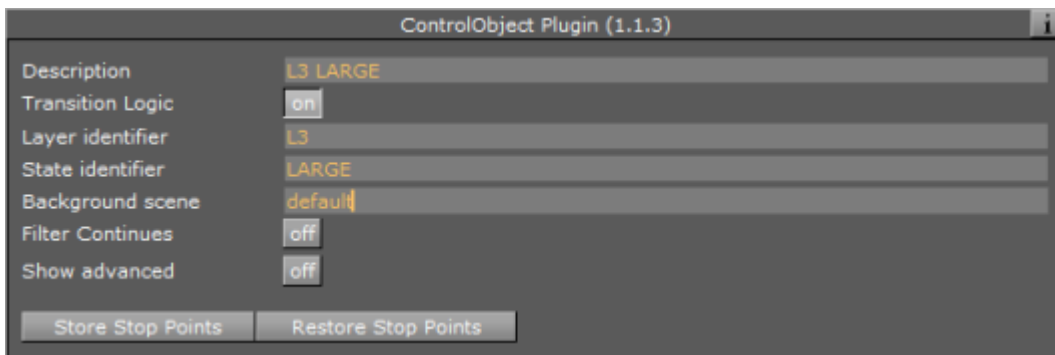 ControlObject Plugin (1.1.3) i
Description L3 LARGE
Transition Logic on
Layer identifier L3
State identifier LARGE
Background scene default
Filter Continues off
Show advanced off
Store Stop Points Restore Stop Points